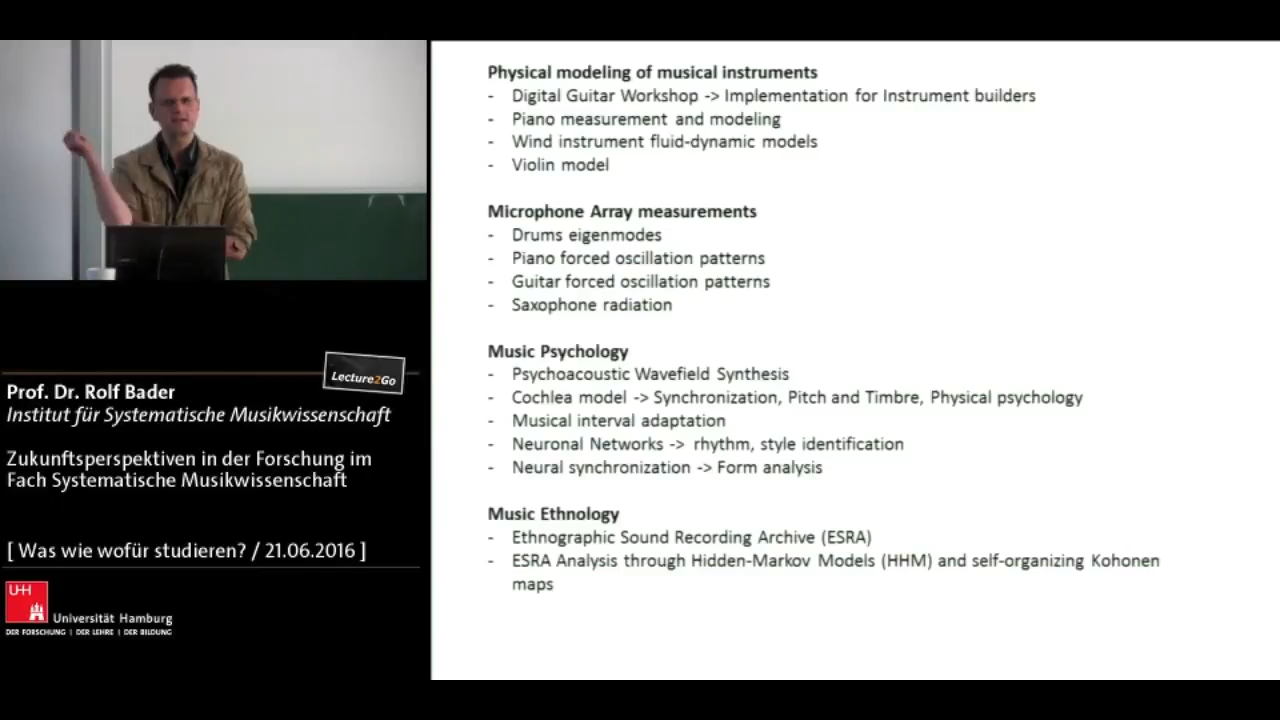 Physical modeling of musical instruments
- Digital Guitar Workshop -> Implementation for Instrument builders
- Piano measurement and modeling
- Wind instrument fluid-dynamic models
- Violin model
Microphone Array measurements
- Drums eigenmodes
- Piano forced oscillation patterns
- Guitar forced oscillation patterns
- Saxophone radiation
Music Psychology
- Psychoacoustic Wavefield Synthesis
- Cochlea model -> Synchronization, Pitch and Timbre, Physical psychology
- Musical interval adaptation
- Neuronal Networks -> rhythm, style identification
- Neural synchronization -> Form analysis
Music Ethnology
- Ethnographic Sound Recording Archive (ESRA)
- ESRA Analysis through Hidden-Markov Models (HHM) and self-organizing Kohonen
maps
Lecture2Go
Prof. Dr. Rolf Bader
Institut für Systematische Musikwissenschaft
Zukunftsperspektiven in der Forschung im
Fach Systematische Musikwissenschaft
[ Was wie wofür studieren? / 21.06.2016 ]
UHH
Universität Hamburg
DER FORSCHUNG | DER LEHRE | DER BILDUNG